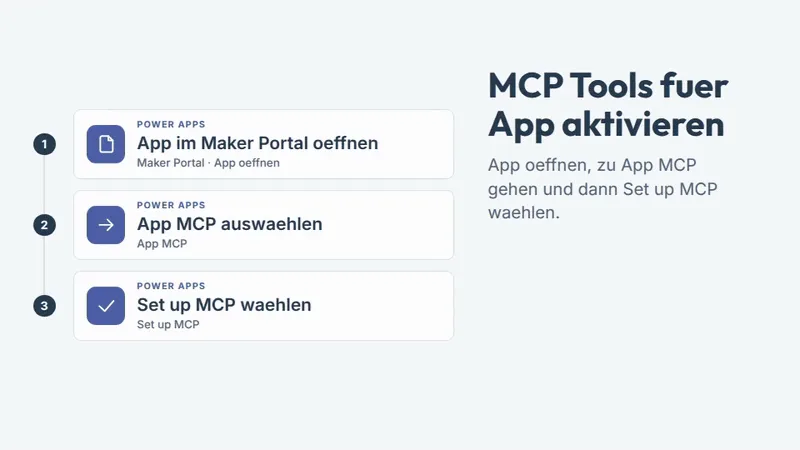 1
POWER APPS
App im Maker Portal oeffnen
Maker Portal · App oeffnen
2
POWER APPS
App MCP auswaehlen
App MCP
3
POWER APPS
Set up MCP waehlen
Set up MCP
MCP Tools fuer
App aktivieren
App oeffnen, zu App MCP
gehen und dann Set up MCP
waehlen.